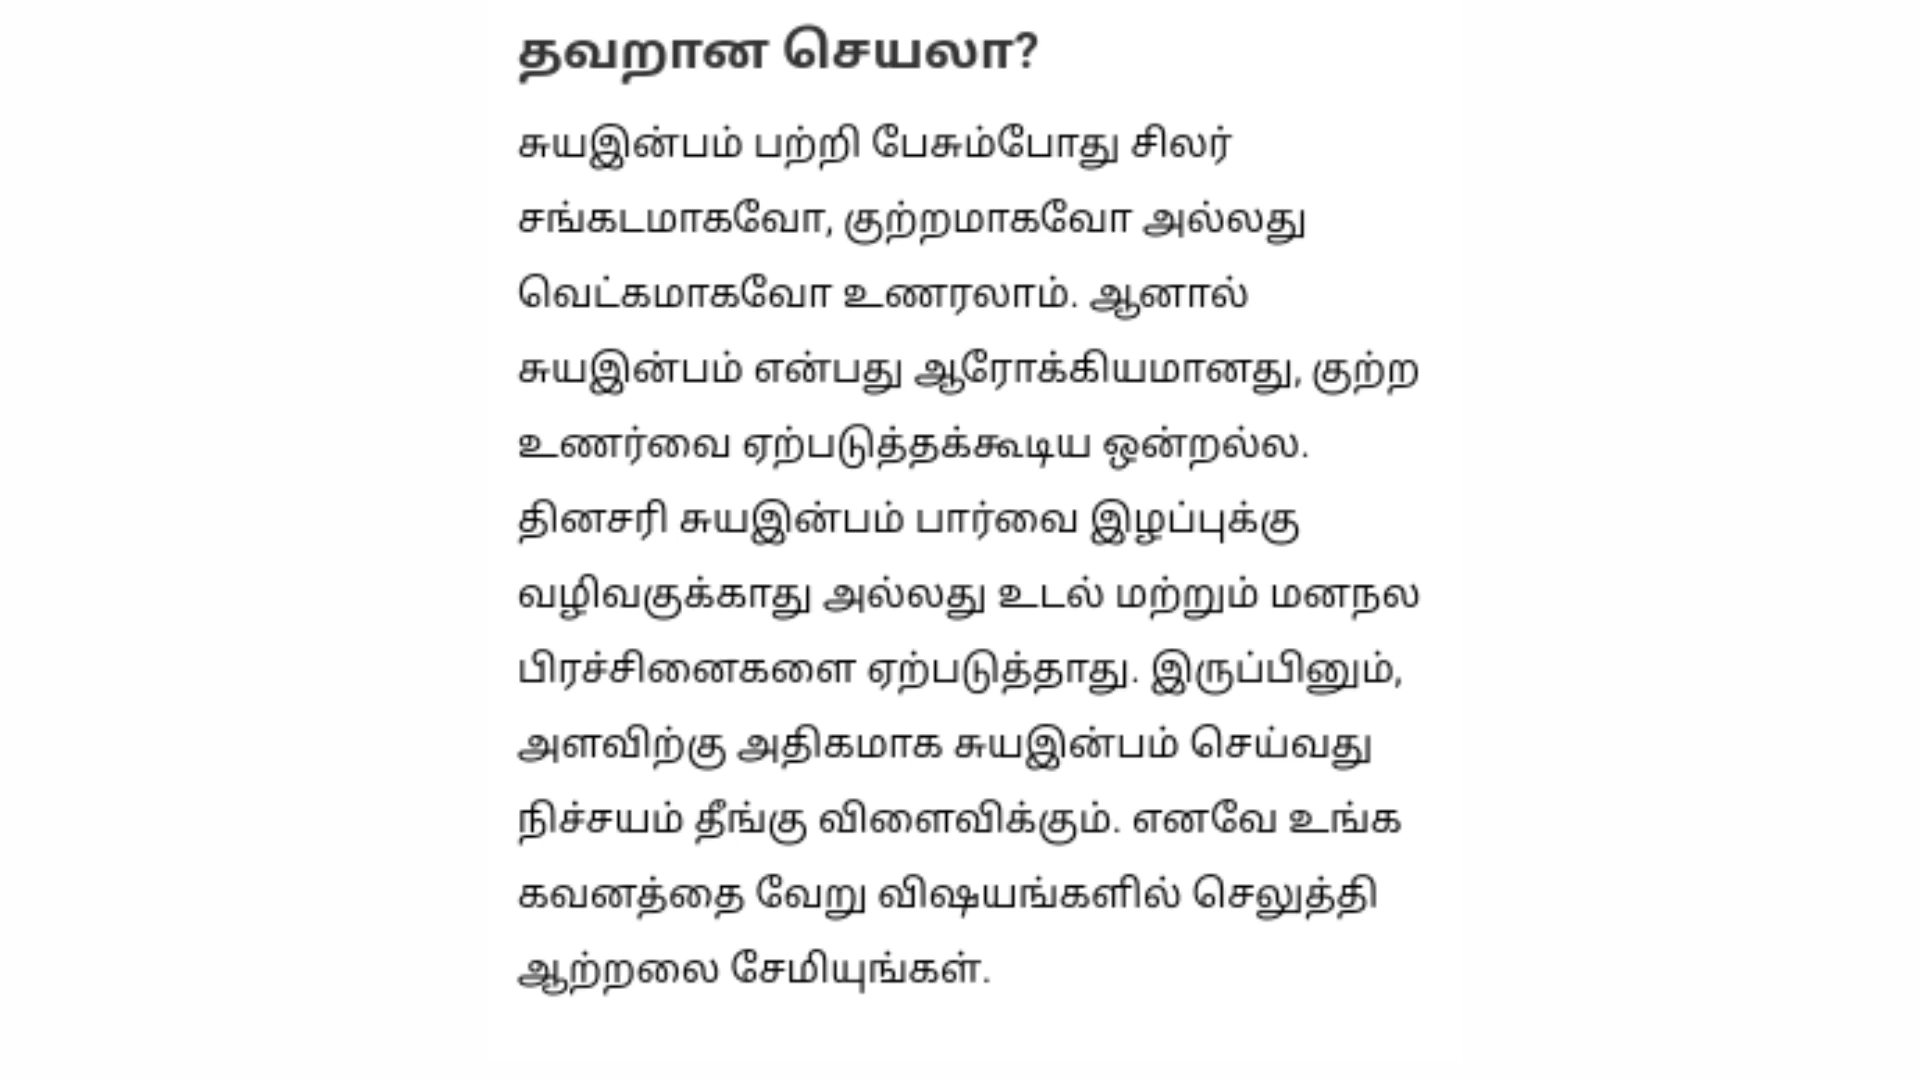 தவறான செயலா?
சுயஇன்பம் பற்றி பேசும்போது சிலர்
சங்கடமாகவோ, குற்றமாகவோ அல்லது
வெட்கமாகவோ உணரலாம். ஆனால்
சுயஇன்பம் என்பது ஆரோக்கியமானது, குற்ற
உணர்வை ஏற்படுத்தக்கூடிய ஒன்றல்ல.
தினசரி சுயஇன்பம் பார்வை இழப்புக்கு
வழிவகுக்காது அல்லது உடல் மற்றும் மனநல
பிரச்சினைகளை ஏற்படுத்தாது. இருப்பினும்,
அளவிற்கு அதிகமாக சுயஇன்பம் செய்வது
நிச்சயம் தீங்கு விளைவிக்கும். எனவே உங்க
கவனத்தை வேறு விஷயங்களில் செலுத்தி
ஆற்றலை சேமியுங்கள்.